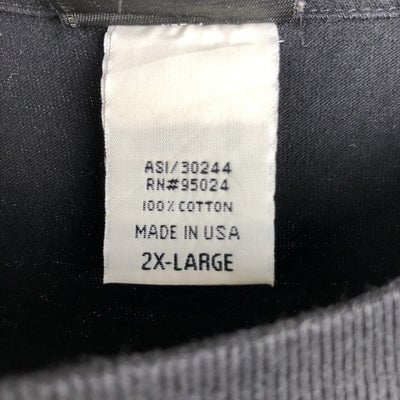 ASI/30244
RN#95024
100% COTTON
MADE IN USA
2X-LARGE